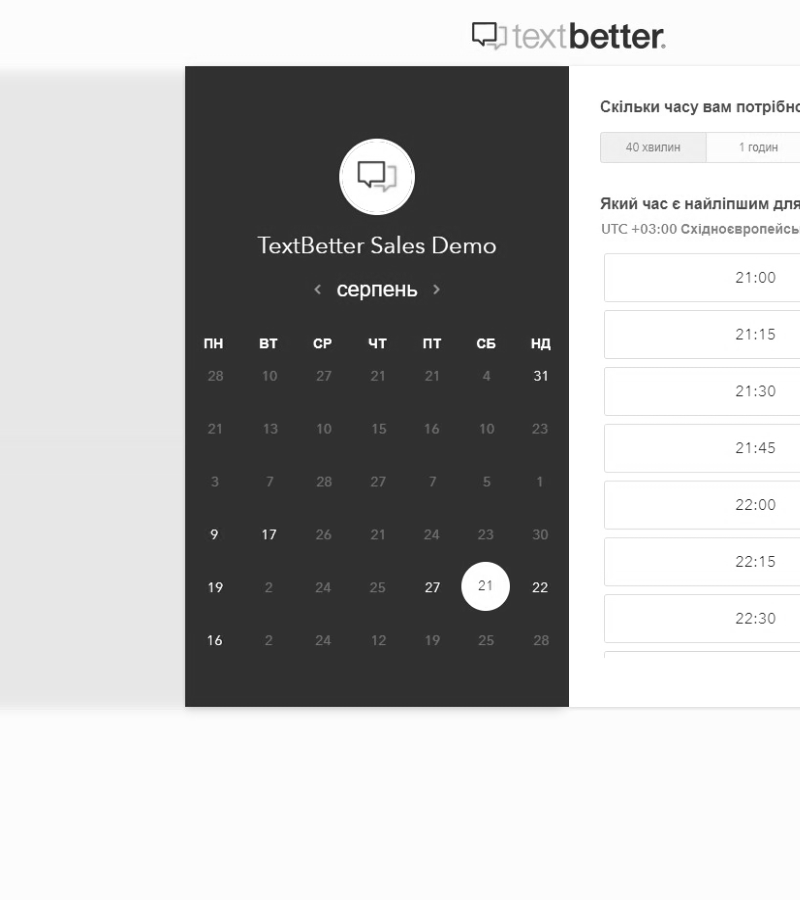 textbetter.
TextBetter Sales Demo
серпень
ПН ВТ СР ЧТ ПТ СБ НД
28 10 27 21 21 4 31
21 13 10 15 16 10 23
3 7 28 27 7 5 1
9 17 26 21 24 23 30
19 2 24 25 27 21 22
16 2 24 12 19 25 28
Скільки часу вам потрібно
40 хвилин 1 годин
Який час є найліпшим для
UTC +03:00 Східноєвропейсь
21:00
21:15
21:30
21:45
22:00
22:15
22:30